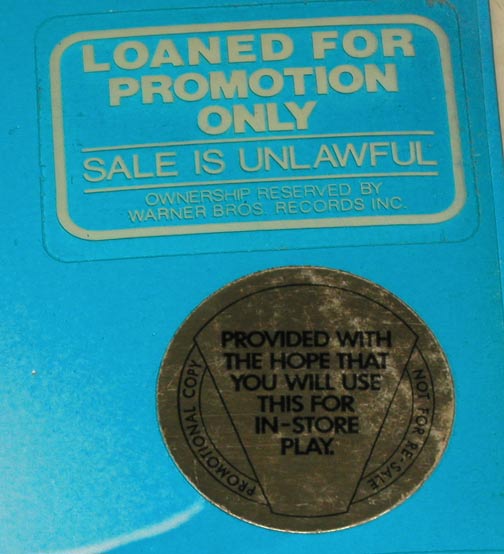 LOANED FOR
PROMOTION
ONLY
SALE IS UNLAWFUL
OWNERSHIP RESERVED BY
WARNER BROS. RECORDS INC.
PROVIDED WITH
THE HOPE THAT
YOU WILL USE
THIS FOR
IN-STORE
PLAY.
PROMOTIONAL COPY
NOT FOR RE-SALE